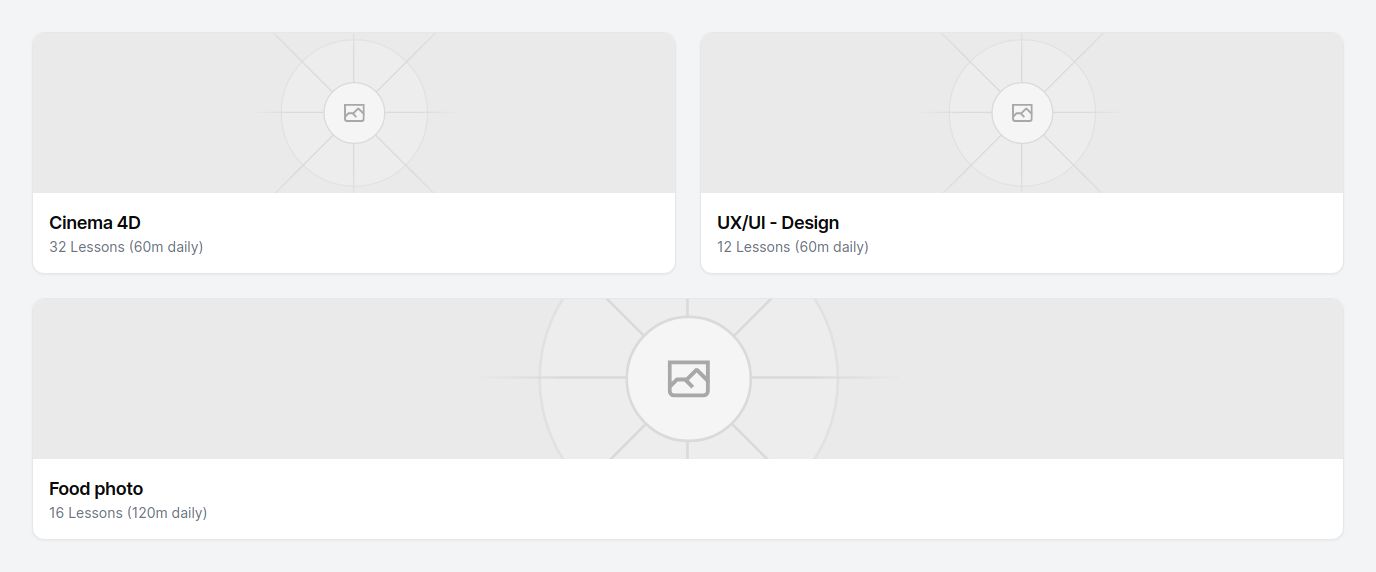 Cinema 4D
32 Lessons (60m daily)
UX/UI - Design
12 Lessons (60m daily)
Food photo
16 Lessons (120m daily)